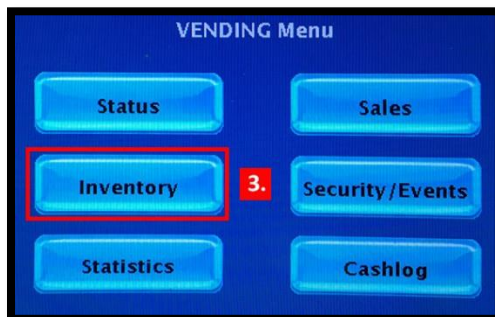 VENDING Menu
Status
Sales
Inventory
3.
Security/Events
Statistics
Cashlog